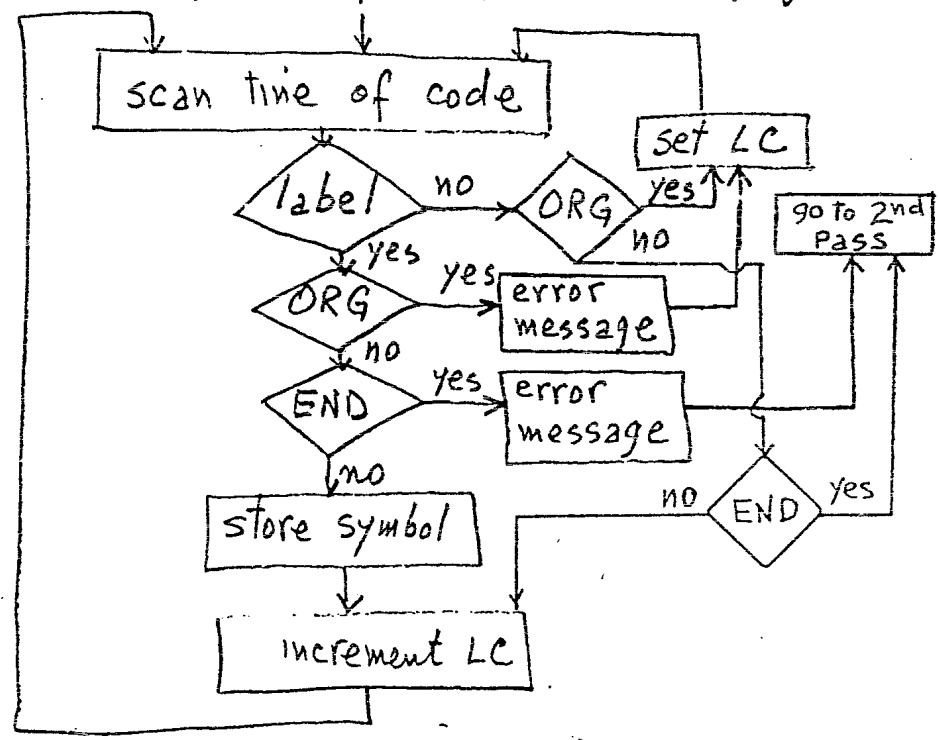 scan line of code
set LC
label
no
ORG
yes
go to 2nd
Pass
no
yes
ORG
yes
error
message
no
END
yes
error
message
no
no
END
yes
store symbol
increment LC